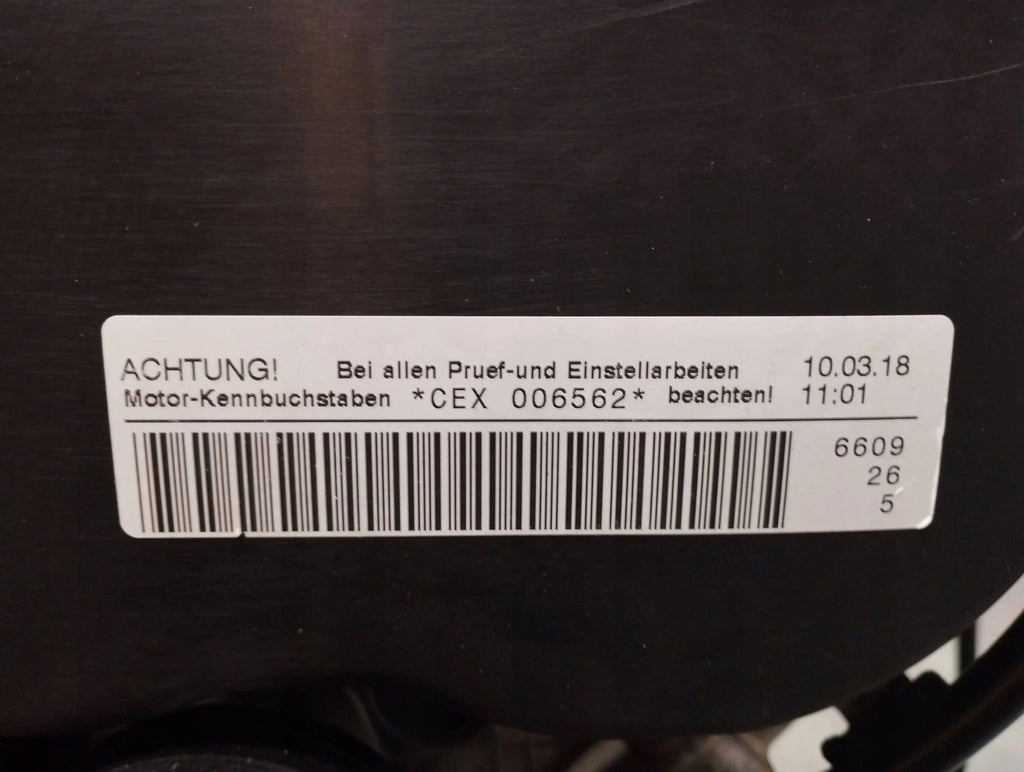 ACHTUNG! Bei allen Pruef-und Einstellarbeiten 10.03.18
Motor-Kennbuchstaben *CEX 006562* beachten! 11:01
6609
26
5